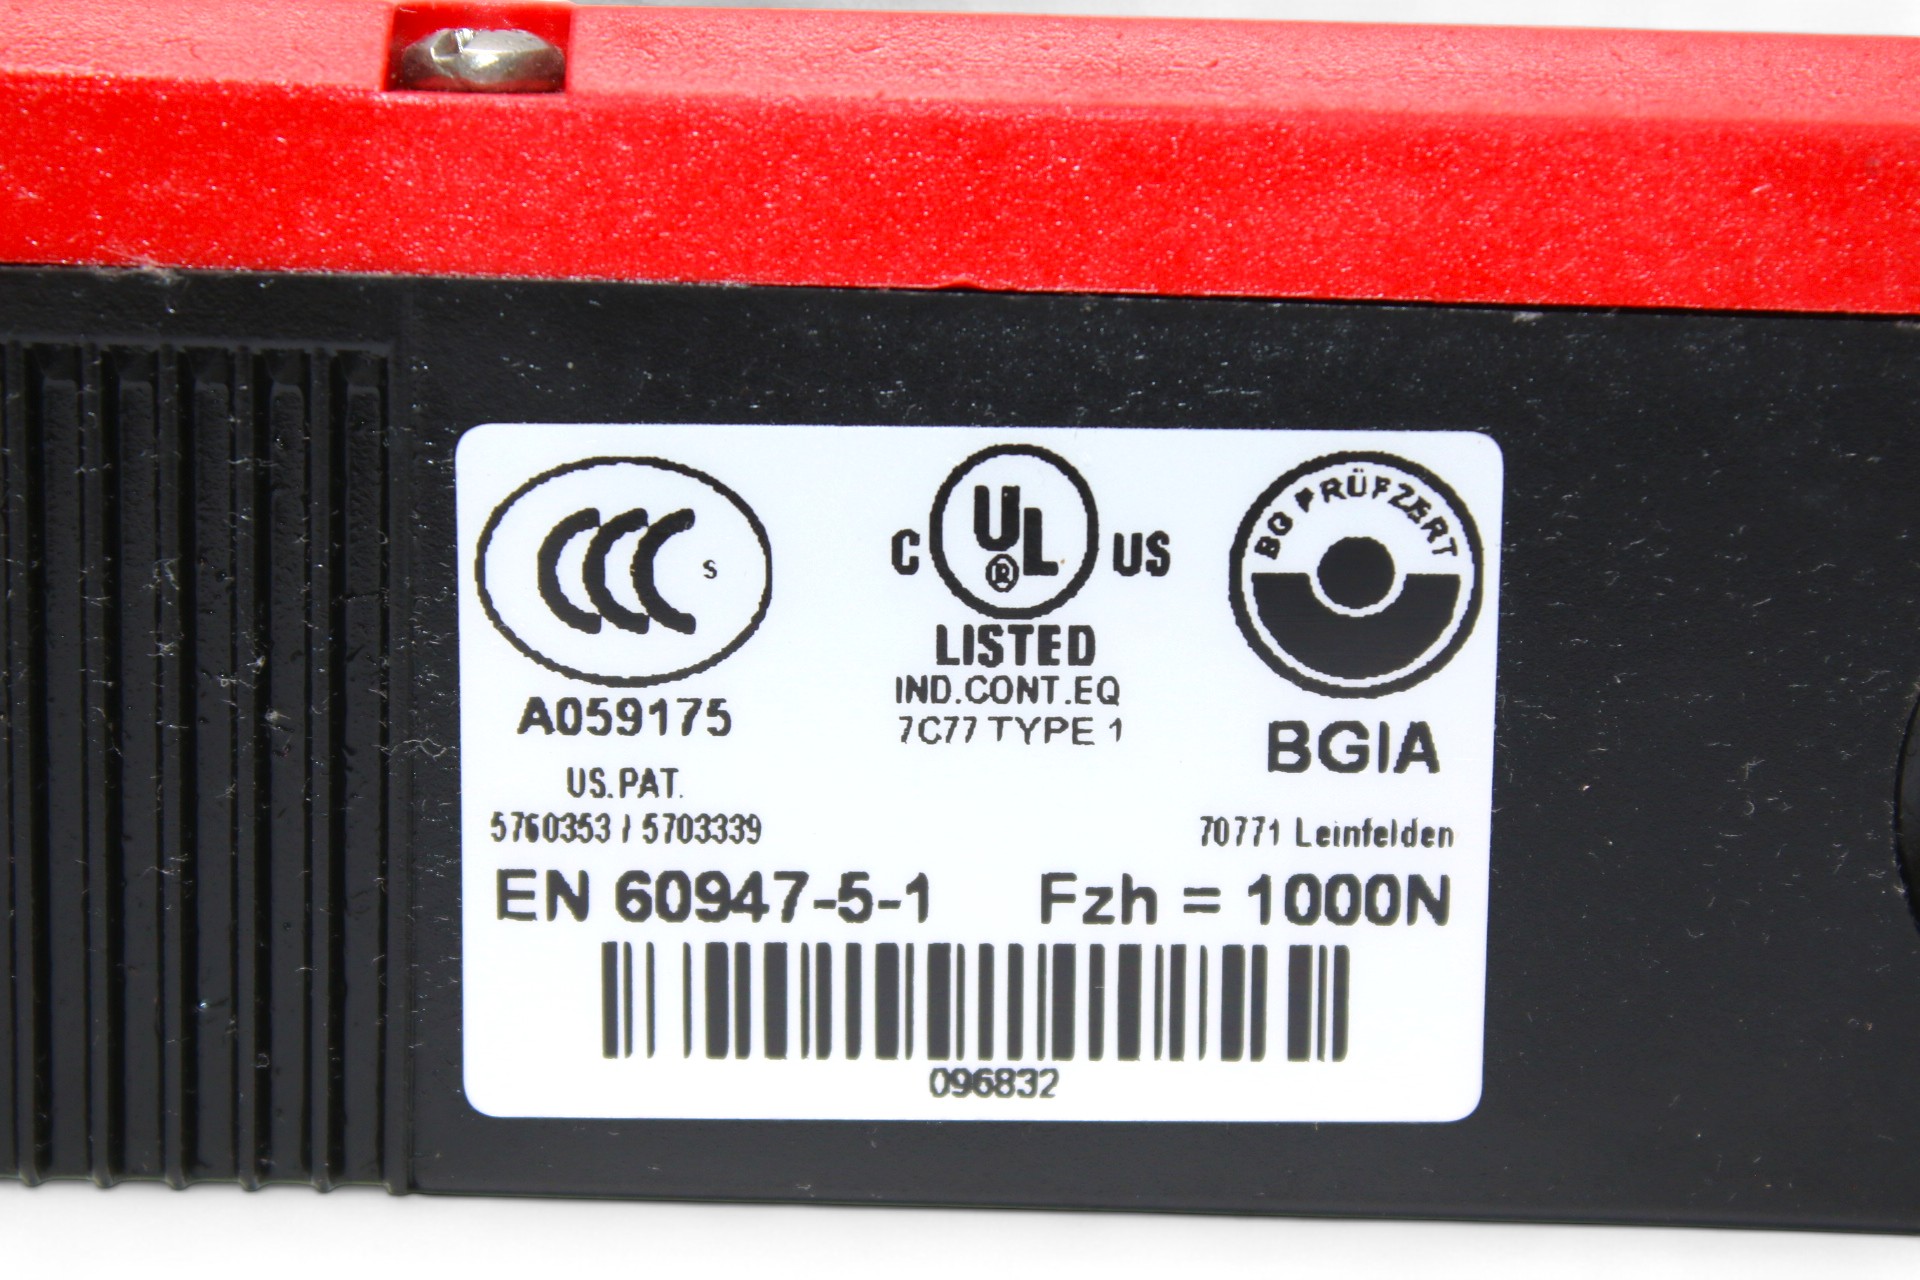 CCC S
A059175
US.PAT.
5760353 / 5703339
C UL ® US
LISTED
IND.CONT.EQ
7C77 TYPE 1
BG PRÜFZERT
BGIA
70771 Leinfelden
EN 60947-5-1 Fzh = 1000N
096832